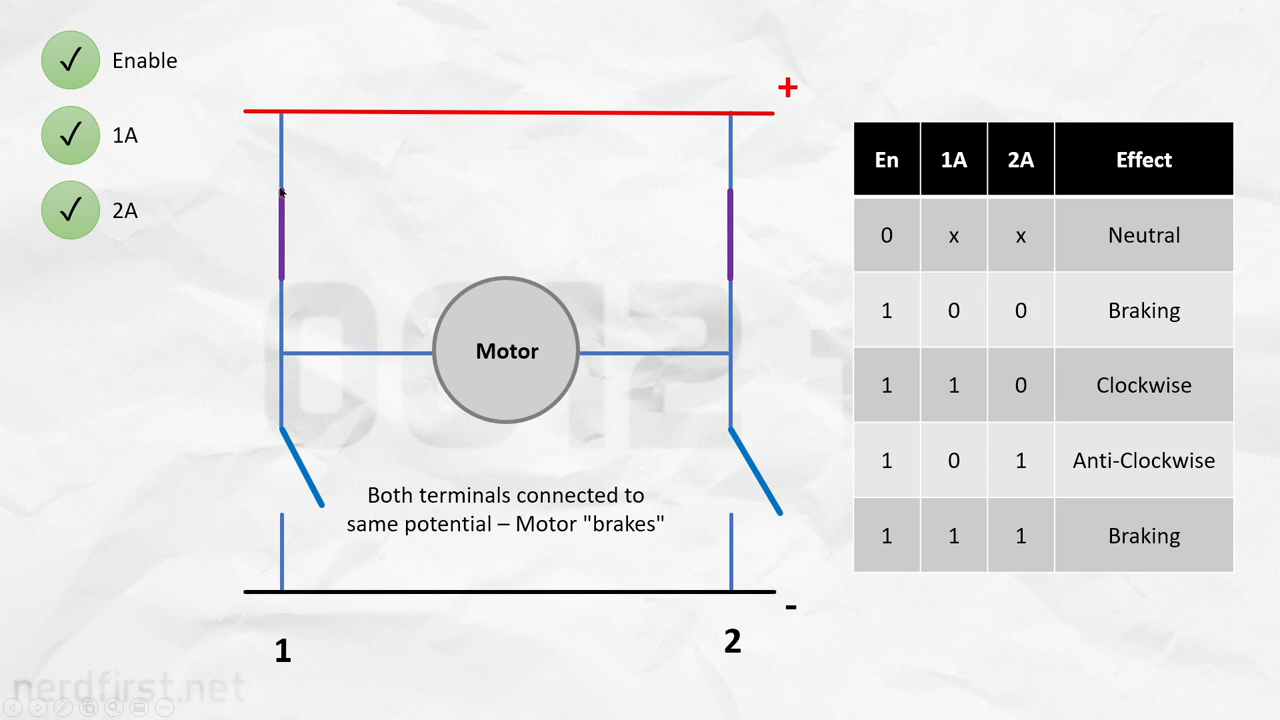 Enable
1A
2A
+
Motor
Both terminals connected to
same potential – Motor "brakes"
-
1
2
En 1A 2A Effect
0 x x Neutral
1 0 0 Braking
1 1 0 Clockwise
1 0 1 Anti-Clockwise
1 1 1 Braking
0012
nerdfirst.net